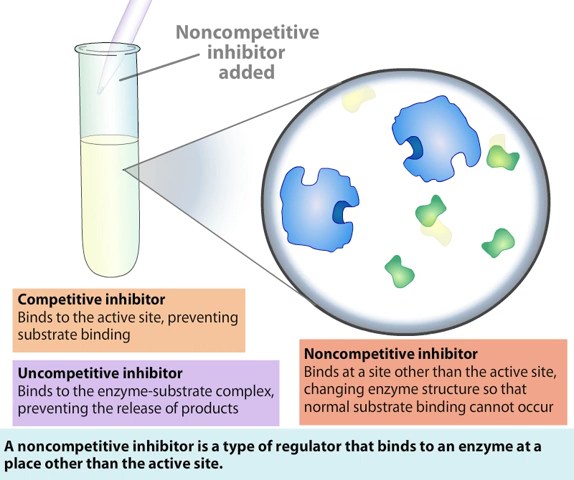 Noncompetitive
inhibitor
added
Competitive inhibitor
Binds to the active site, preventing
substrate binding
Uncompetitive inhibitor
Binds to the enzyme-substrate complex,
preventing the release of products
Noncompetitive inhibitor
Binds at a site other than the active site,
changing enzyme structure so that
normal substrate binding cannot occur
A noncompetitive inhibitor is a type of regulator that binds to an enzyme at a
place other than the active site.